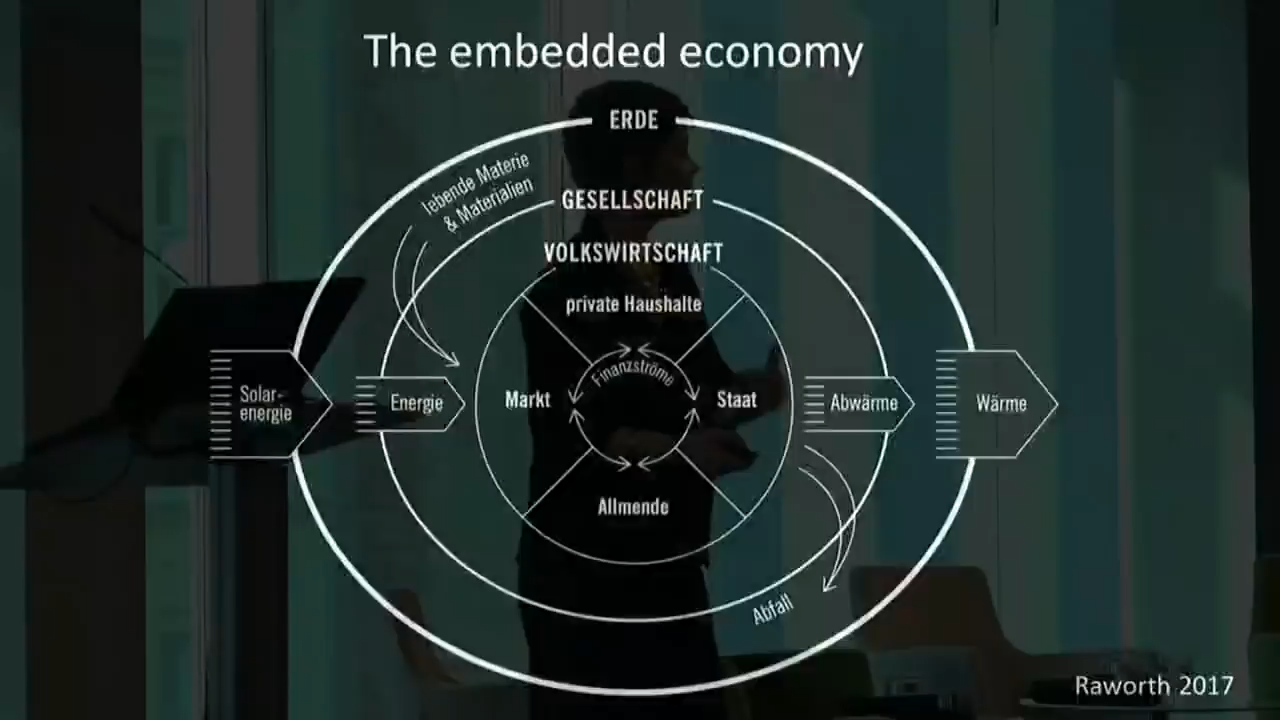 The embedded economy
ERDE
lebende Materie
& Materialien
GESELLSCHAFT
VOLKSWIRTSCHAFT
private Haushalte
Finanzströme
Solar-
energie
Energie
Markt
Staat
Abwärme
Wärme
Allmende
Abfall
Raworth 2017